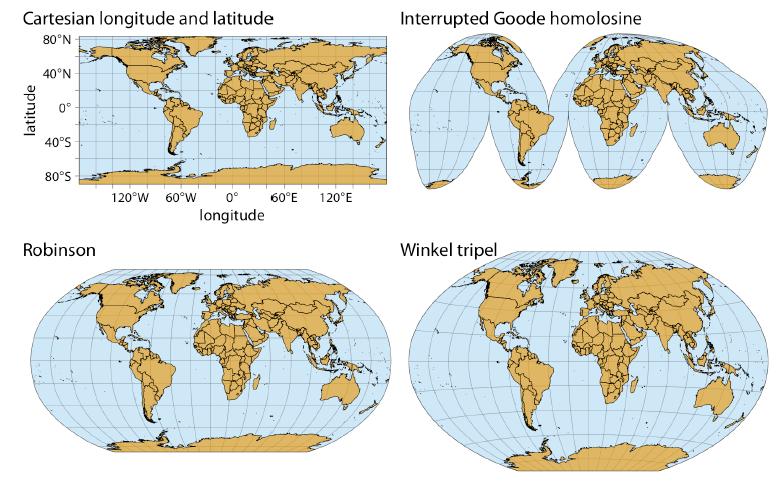 Cartesian longitude and latitude
Interrupted Goode homolosine
80°N
40°N
0°
40°S
80°S
latitude
120°W 60°W 0° 60°E 120°E
longitude
Robinson
Winkel tripel